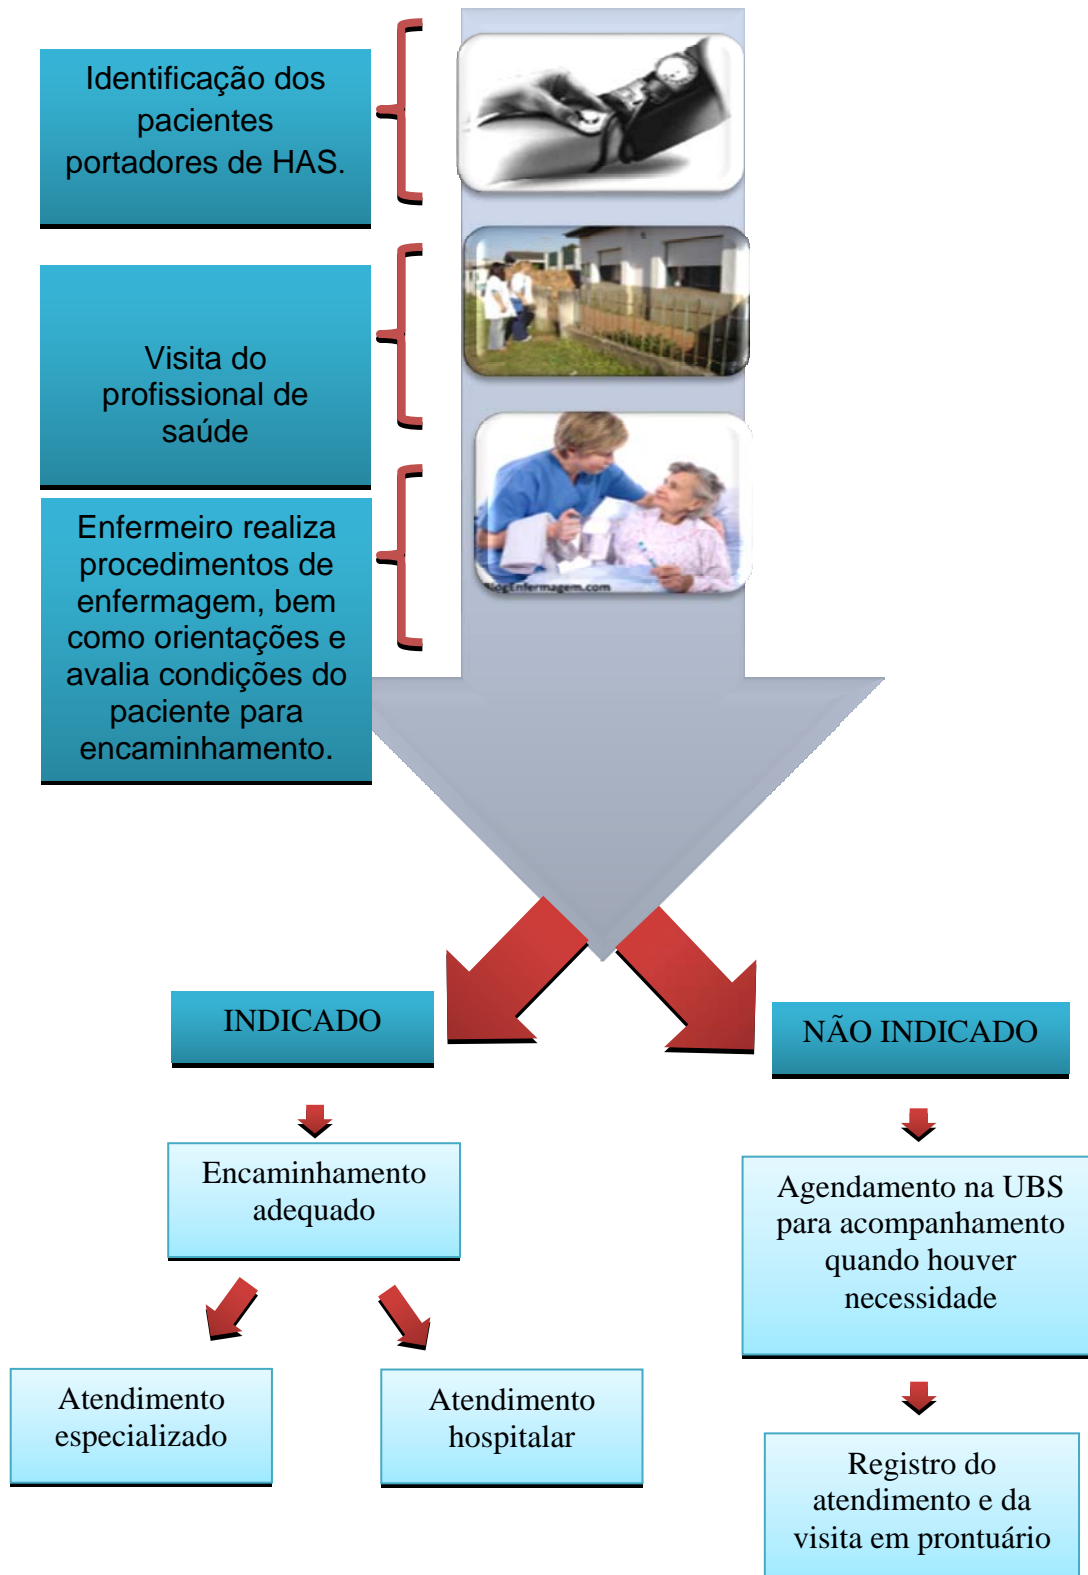 Identificação dos
pacientes
portadores de HAS.
Visita do
profissional de
saúde
BlogEnfermagem.com
Enfermeiro realiza
procedimentos de
enfermagem, bem
como orientações e
avalia condições do
paciente para
encaminhamento.
INDICADO
NÃO INDICADO
Encaminhamento
adequado
Agendamento na UBS
para acompanhamento
quando houver
necessidade
Atendimento
especializado
Atendimento
hospitalar
Registro do
atendimento e da
visita em prontuário